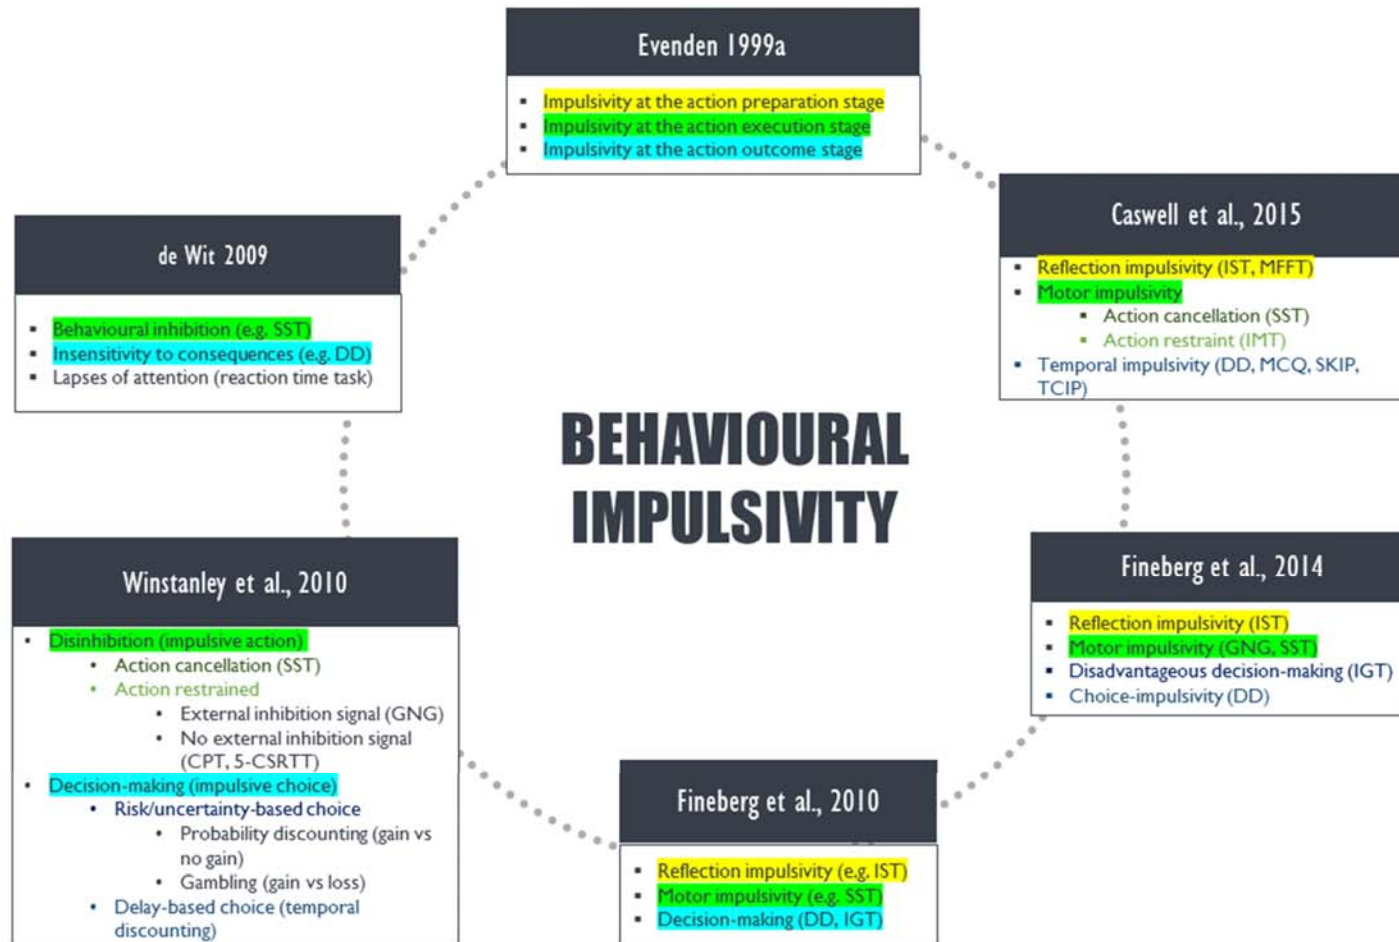 Evenden 1999a
▪ Impulsivity at the action preparation stage
▪ Impulsivity at the action execution stage
▪ Impulsivity at the action outcome stage
Caswell et al., 2015
▪ Reflection impulsivity (IST, MFFT)
▪ Motor impulsivity
▪ Action cancellation (SST)
▪ Action restraint (IMT)
▪ Temporal impulsivity (DD, MCQ, SKIP,
TCIP)
de Wit 2009
▪ Behavioural inhibition (e.g. SST)
▪ Insensitivity to consequences (e.g. DD)
▪ Lapses of attention (reaction time task)
BEHAVIOURAL
IMPULSIVITY
Fineberg et al., 2014
▪ Reflection impulsivity (IST)
▪ Motor impulsivity (GNG, SST)
▪ Disadvantageous decision-making (IGT)
▪ Choice-impulsivity (DD)
Winstanley et al., 2010
• Disinhibition (impulsive action)
• Action cancellation (SST)
• Action restrained
• External inhibition signal (GNG)
• No external inhibition signal
(CPT, 5-CSRTT)
• Decision-making (impulsive choice)
• Risk/uncertainty-based choice
• Probability discounting (gain vs
no gain)
• Gambling (gain vs loss)
• Delay-based choice (temporal
discounting)
Fineberg et al., 2010
▪ Reflection impulsivity (e.g. IST)
▪ Motor impulsivity (e.g. SST)
▪ Decision-making (DD, IGT)